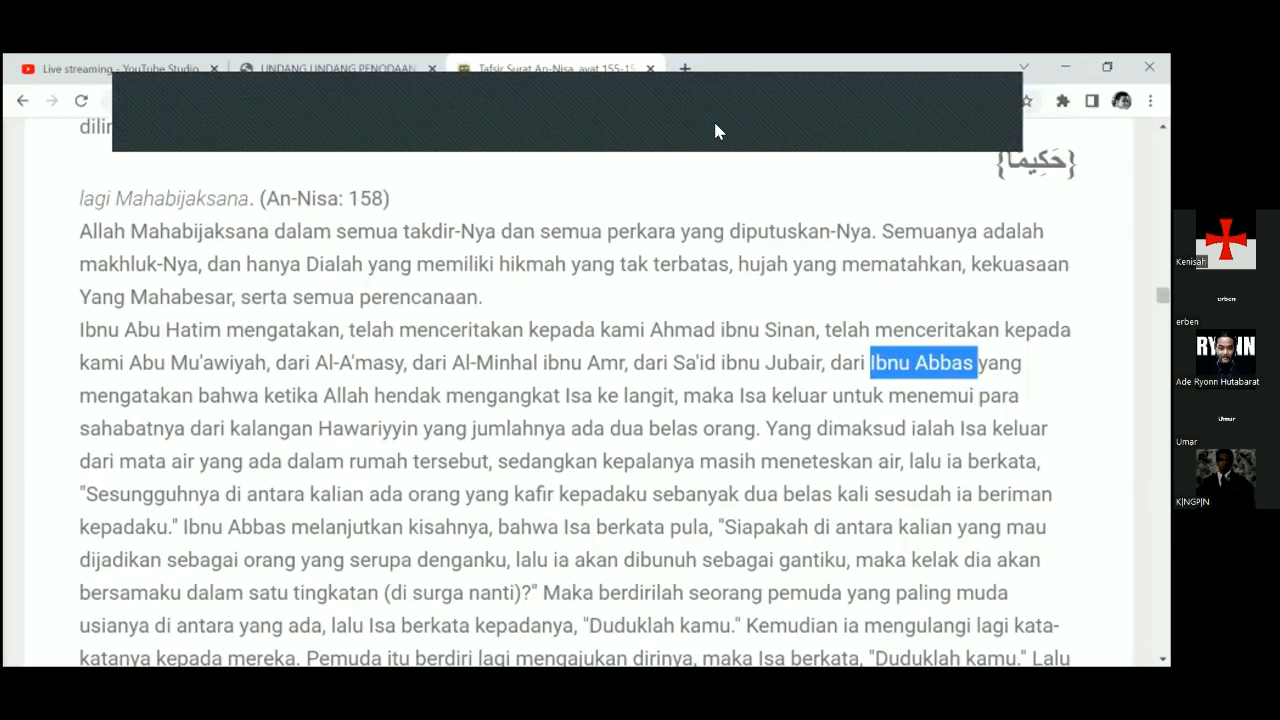 Live streaming - YouTube Studio
UNDANG UNDANG PENODAAN
Tafsir Surat An-Nisa, ayat 155-15
dilin
{حَكِيمًا}
lagi Mahabijaksana. (An-Nisa: 158)
Allah Mahabijaksana dalam semua takdir-Nya dan semua perkara yang diputuskan-Nya. Semuanya adalah
makhluk-Nya, dan hanya Dialah yang memiliki hikmah yang tak terbatas, hujah yang mematahkan, kekuasaan
Yang Mahabesar, serta semua perencanaan.
Ibnu Abu Hatim mengatakan, telah menceritakan kepada kami Ahmad ibnu Sinan, telah menceritakan kepada
kami Abu Mu'awiyah, dari Al-A'masy, dari Al-Minhal ibnu Amr, dari Sa'id ibnu Jubair, dari Ibnu Abbas yang
mengatakan bahwa ketika Allah hendak mengangkat Isa ke langit, maka Isa keluar untuk menemui para
sahabatnya dari kalangan Hawariyyin yang jumlahnya ada dua belas orang. Yang dimaksud ialah Isa keluar
dari mata air yang ada dalam rumah tersebut, sedangkan kepalanya masih meneteskan air, lalu ia berkata,
"Sesungguhnya di antara kalian ada orang yang kafir kepadaku sebanyak dua belas kali sesudah ia beriman
kepadaku." Ibnu Abbas melanjutkan kisahnya, bahwa Isa berkata pula, "Siapakah di antara kalian yang mau
dijadikan sebagai orang yang serupa denganku, lalu ia akan dibunuh sebagai gantiku, maka kelak dia akan
bersamaku dalam satu tingkatan (di surga nanti)?" Maka berdirilah seorang pemuda yang paling muda
usianya di antara yang ada, lalu Isa berkata kepadanya, "Duduklah kamu." Kemudian ia mengulangi lagi kata-
katanya kepada mereka. Pemuda itu berdiri lagi mengajukan dirinya, maka Isa berkata, "Duduklah kamu." Lalu
Kenisah
erben
erben
RYONN
Ade Ryonn Hutabarat
Umar
Umar
K|NGP|N